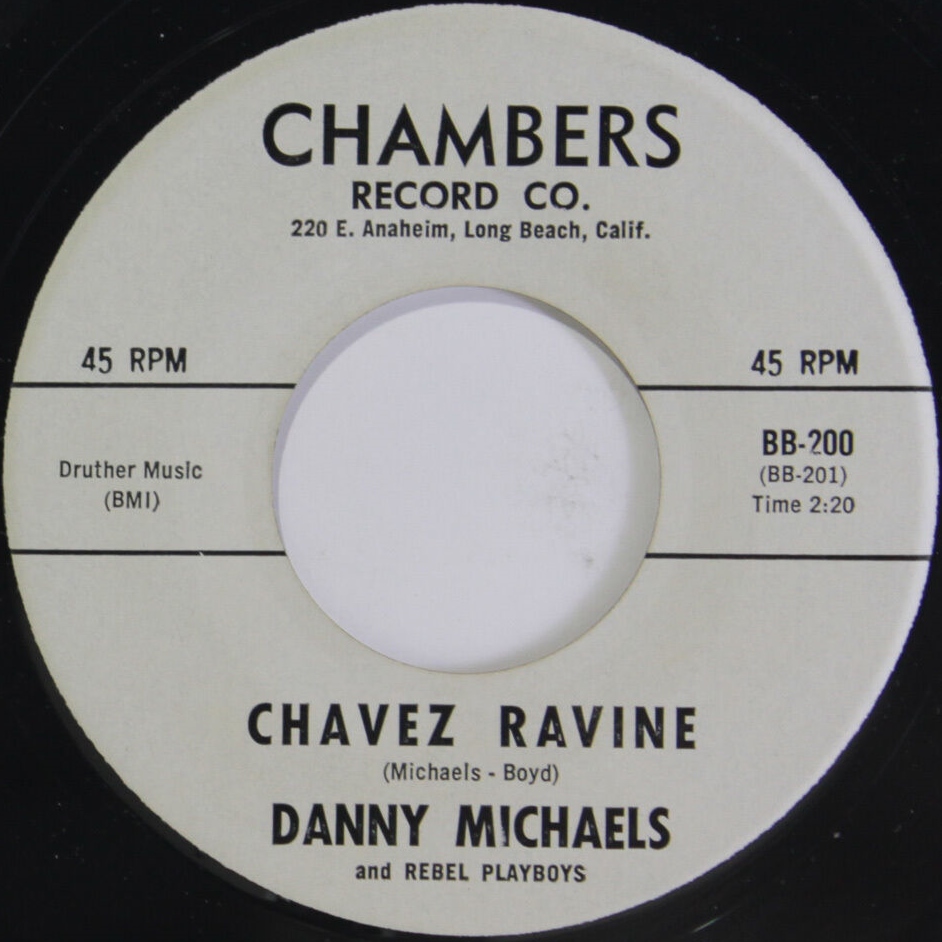 CHAMBERS
RECORD CO.
220 E. Anaheim, Long Beach, Calif.
45 RPM
45 RPM
Druther Music
(BMI)
BB-200
(BB-201)
Time 2:20
CHAVEZ RAVINE
(Michaels - Boyd)
DANNY MICHAELS
and REBEL PLAYBOYS